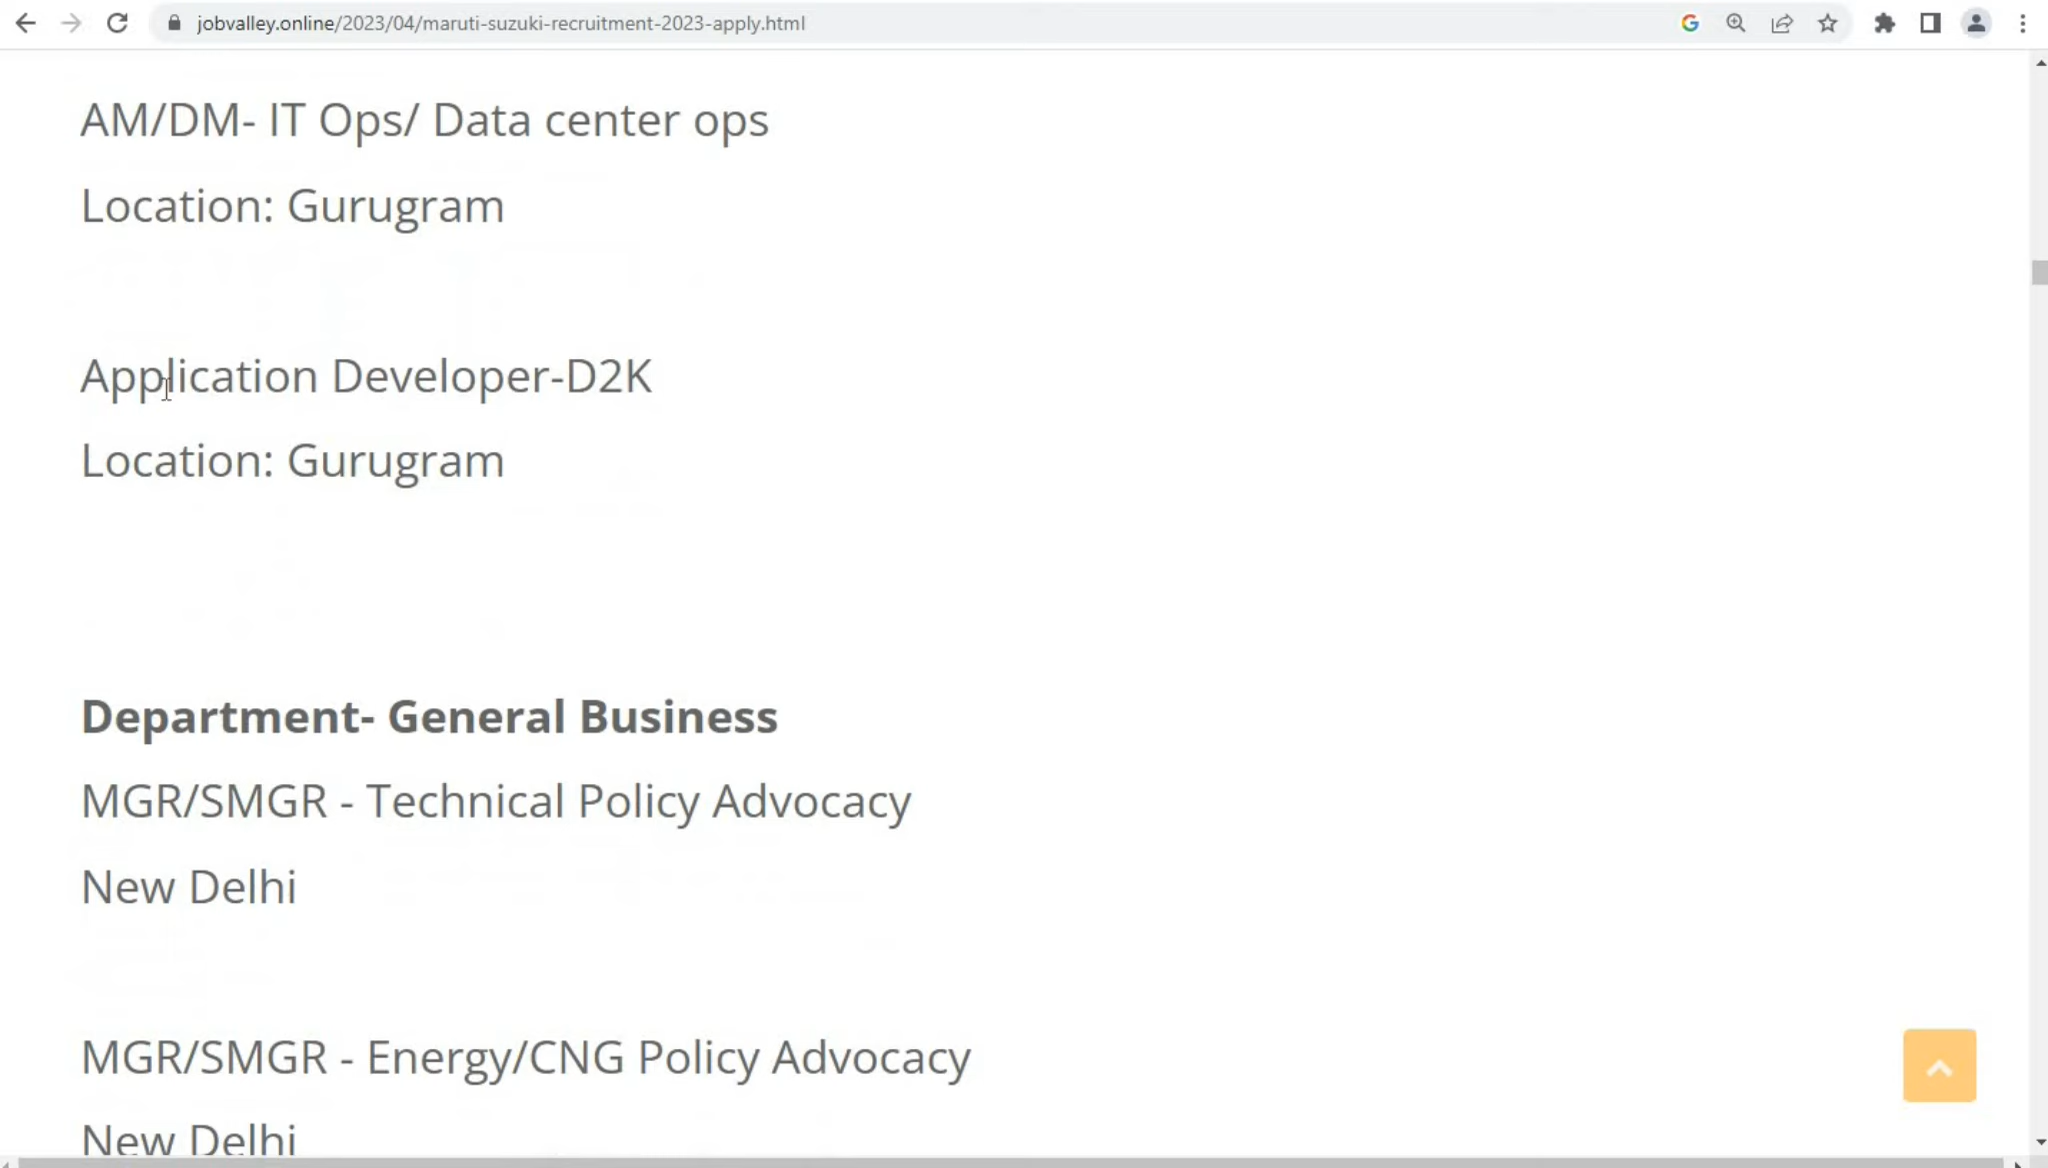 jobvalley.online/2023/04/maruti-suzuki-recruitment-2023-apply.html
AM/DM- IT Ops/ Data center ops
Location: Gurugram
Application Developer-D2K
Location: Gurugram
Department- General Business
MGR/SMGR - Technical Policy Advocacy
New Delhi
MGR/SMGR - Energy/CNG Policy Advocacy
New Delhi